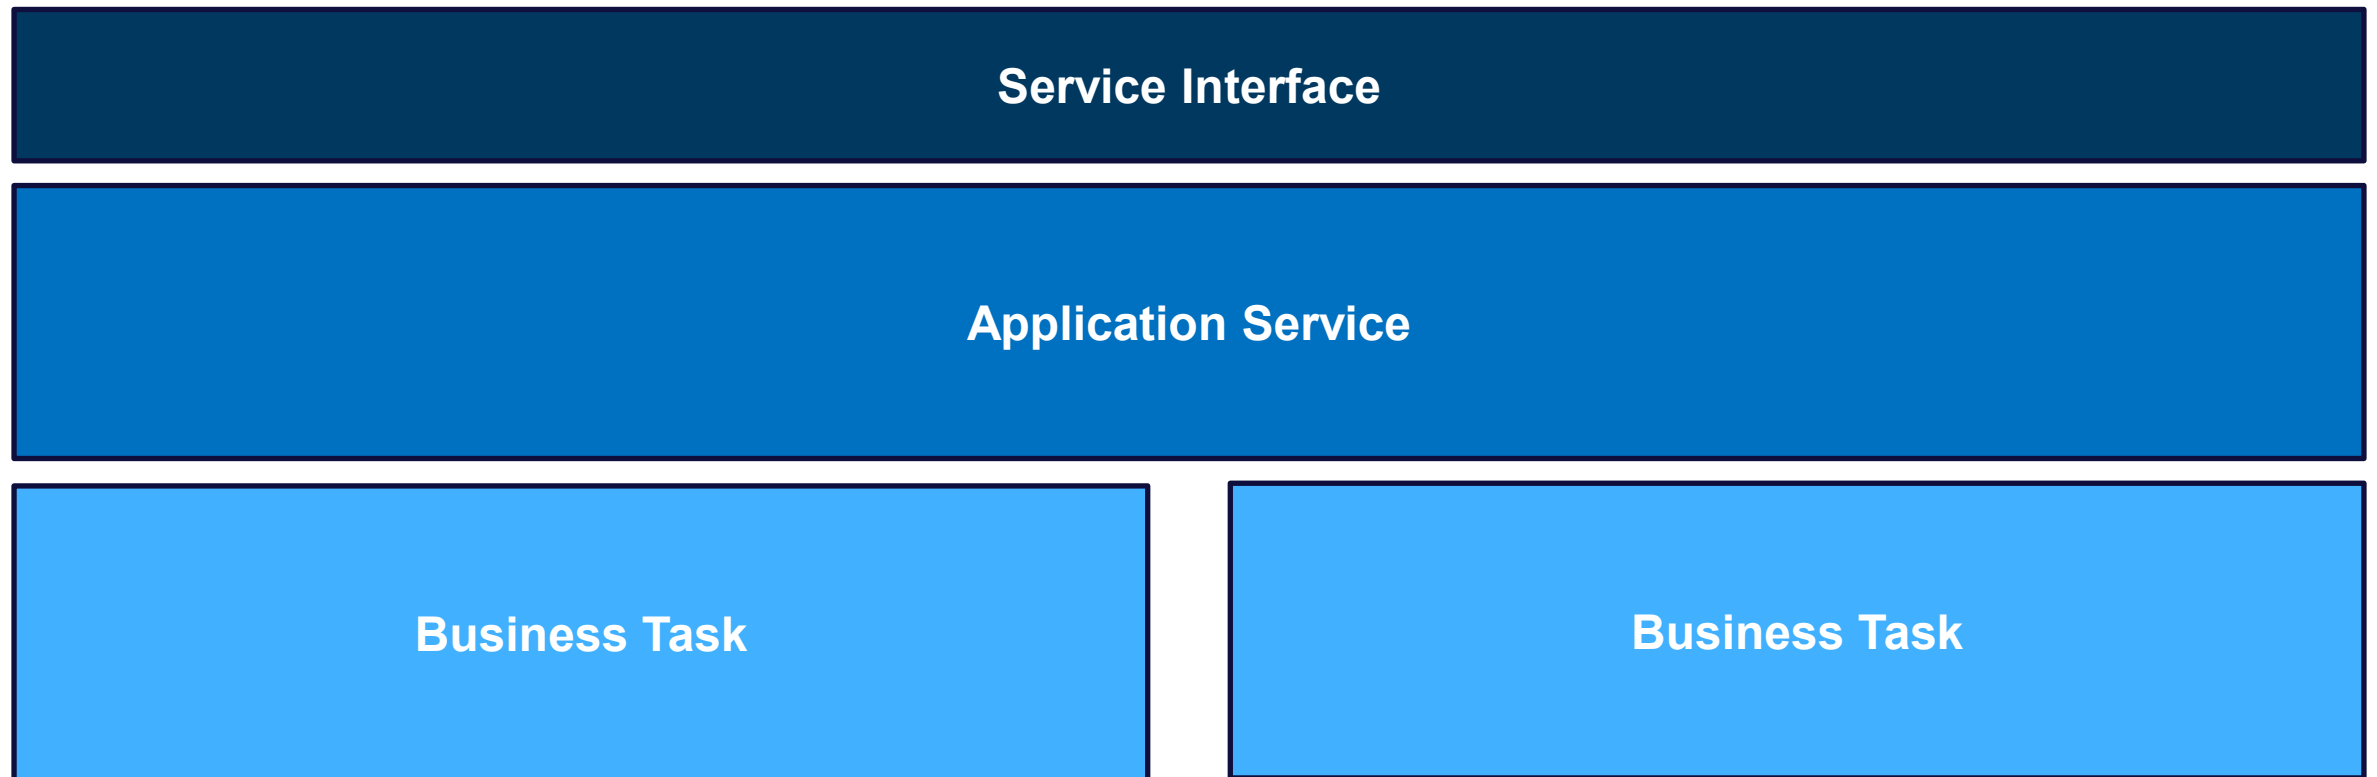 Service Interface
Application Service
Business Task
Business Task